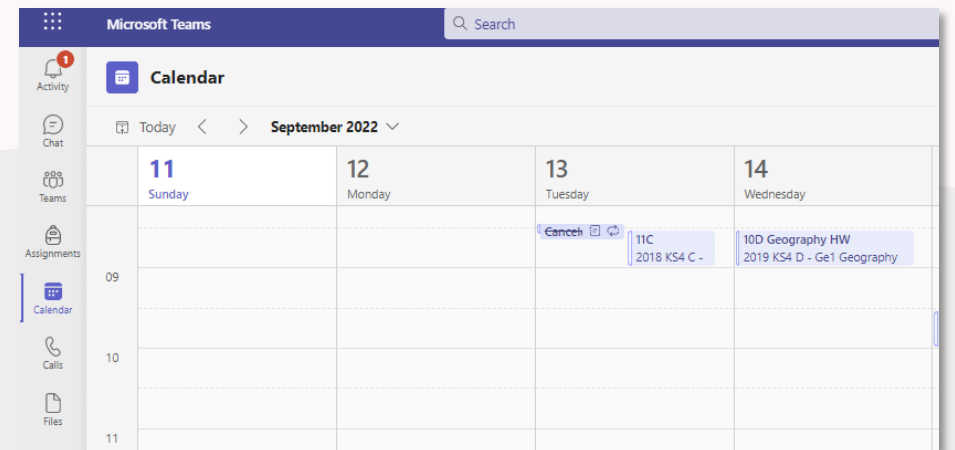 Microsoft Teams
Search
1
Activity
Calendar
Chat
Today
September 2022
Teams
11
Sunday
12
Monday
13
Tuesday
14
Wednesday
Assignments
11C
2018 KS4 C -
10D Geography HW
2019 KS4 D - Ge1 Geography
09
Calendar
Calls
10
Files
11